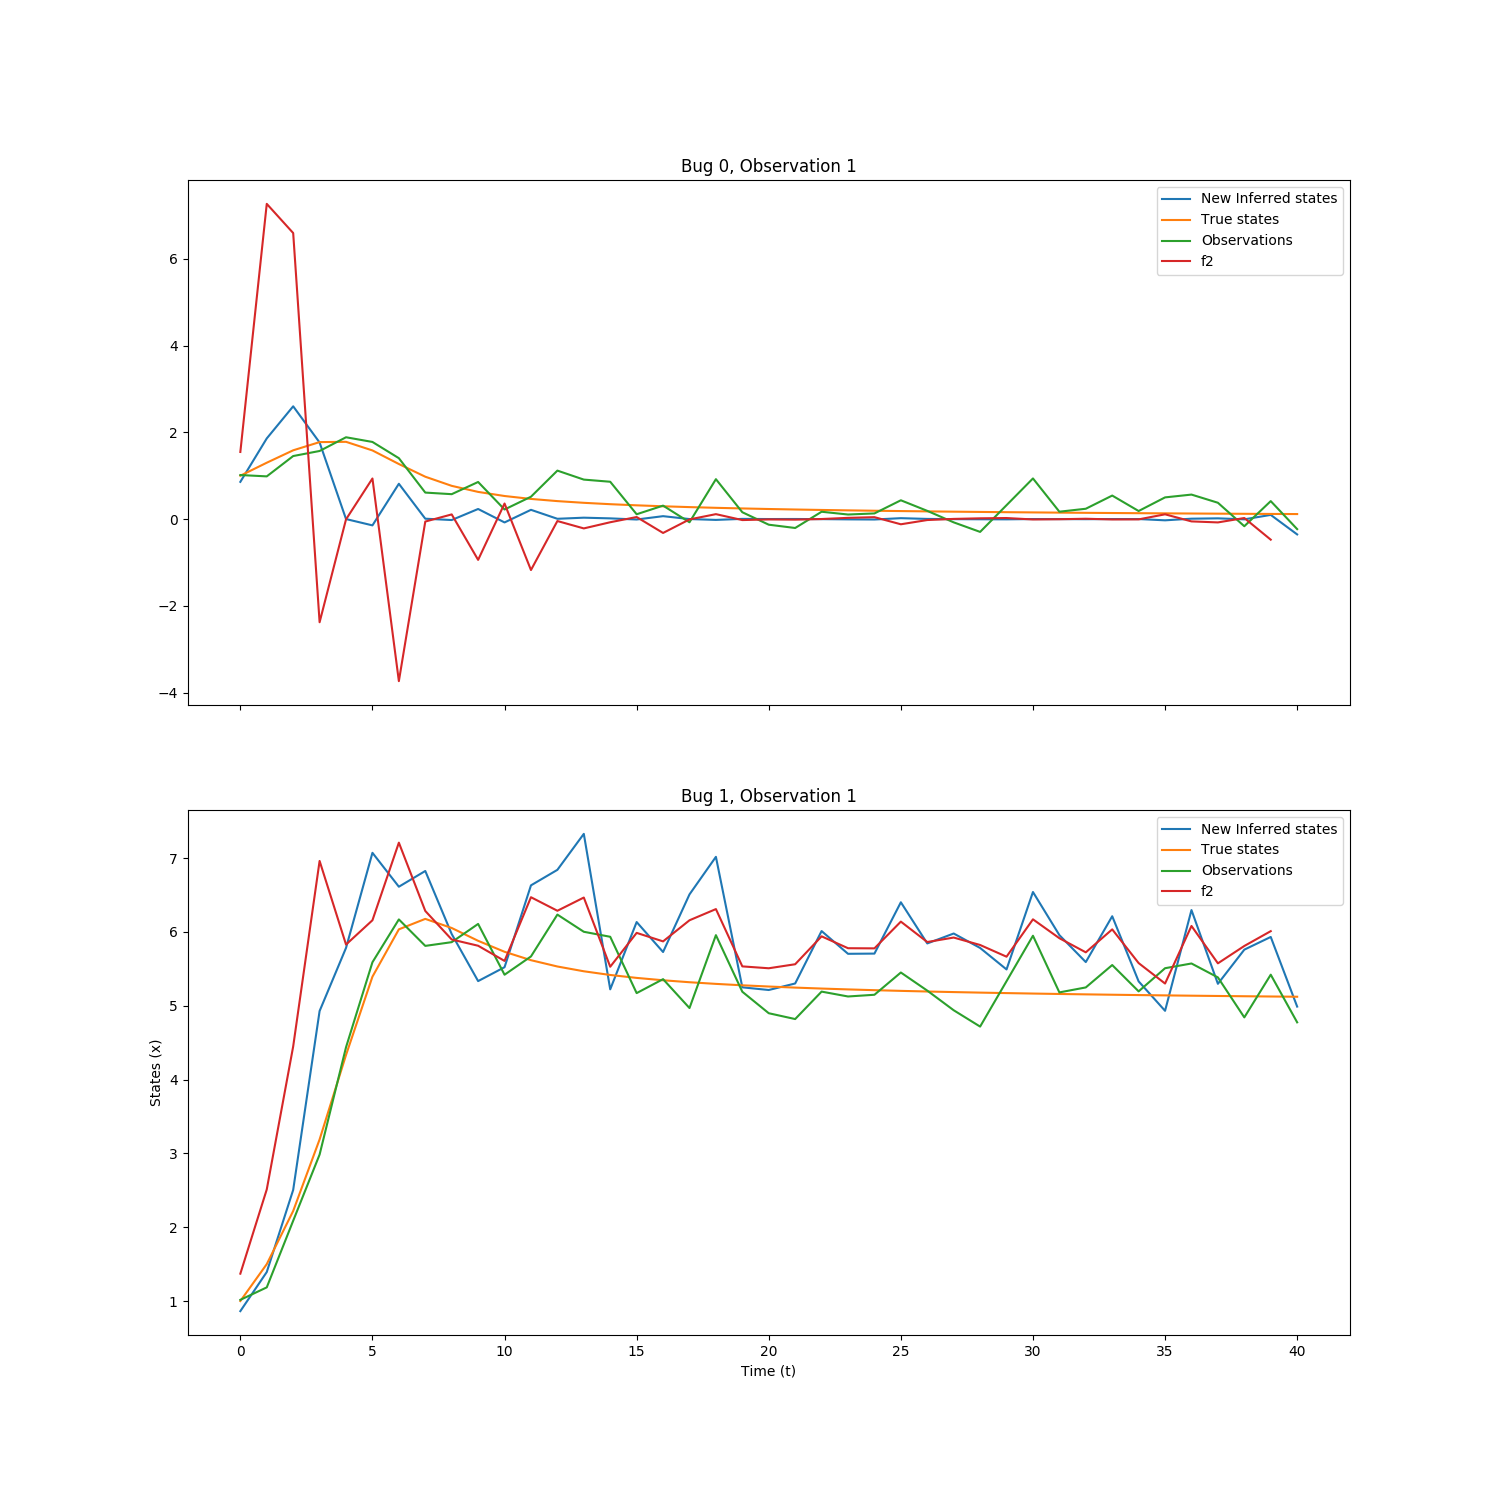 Bug 0, Observation 1
New Inferred states
True states
Observations
f2
6
4
2
0
−2
−4
Bug 1, Observation 1
New Inferred states
True states
Observations
f2
7
6
5
4
3
2
1
States (x)
0 5 10 15 20 25 30 35 40
Time (t)